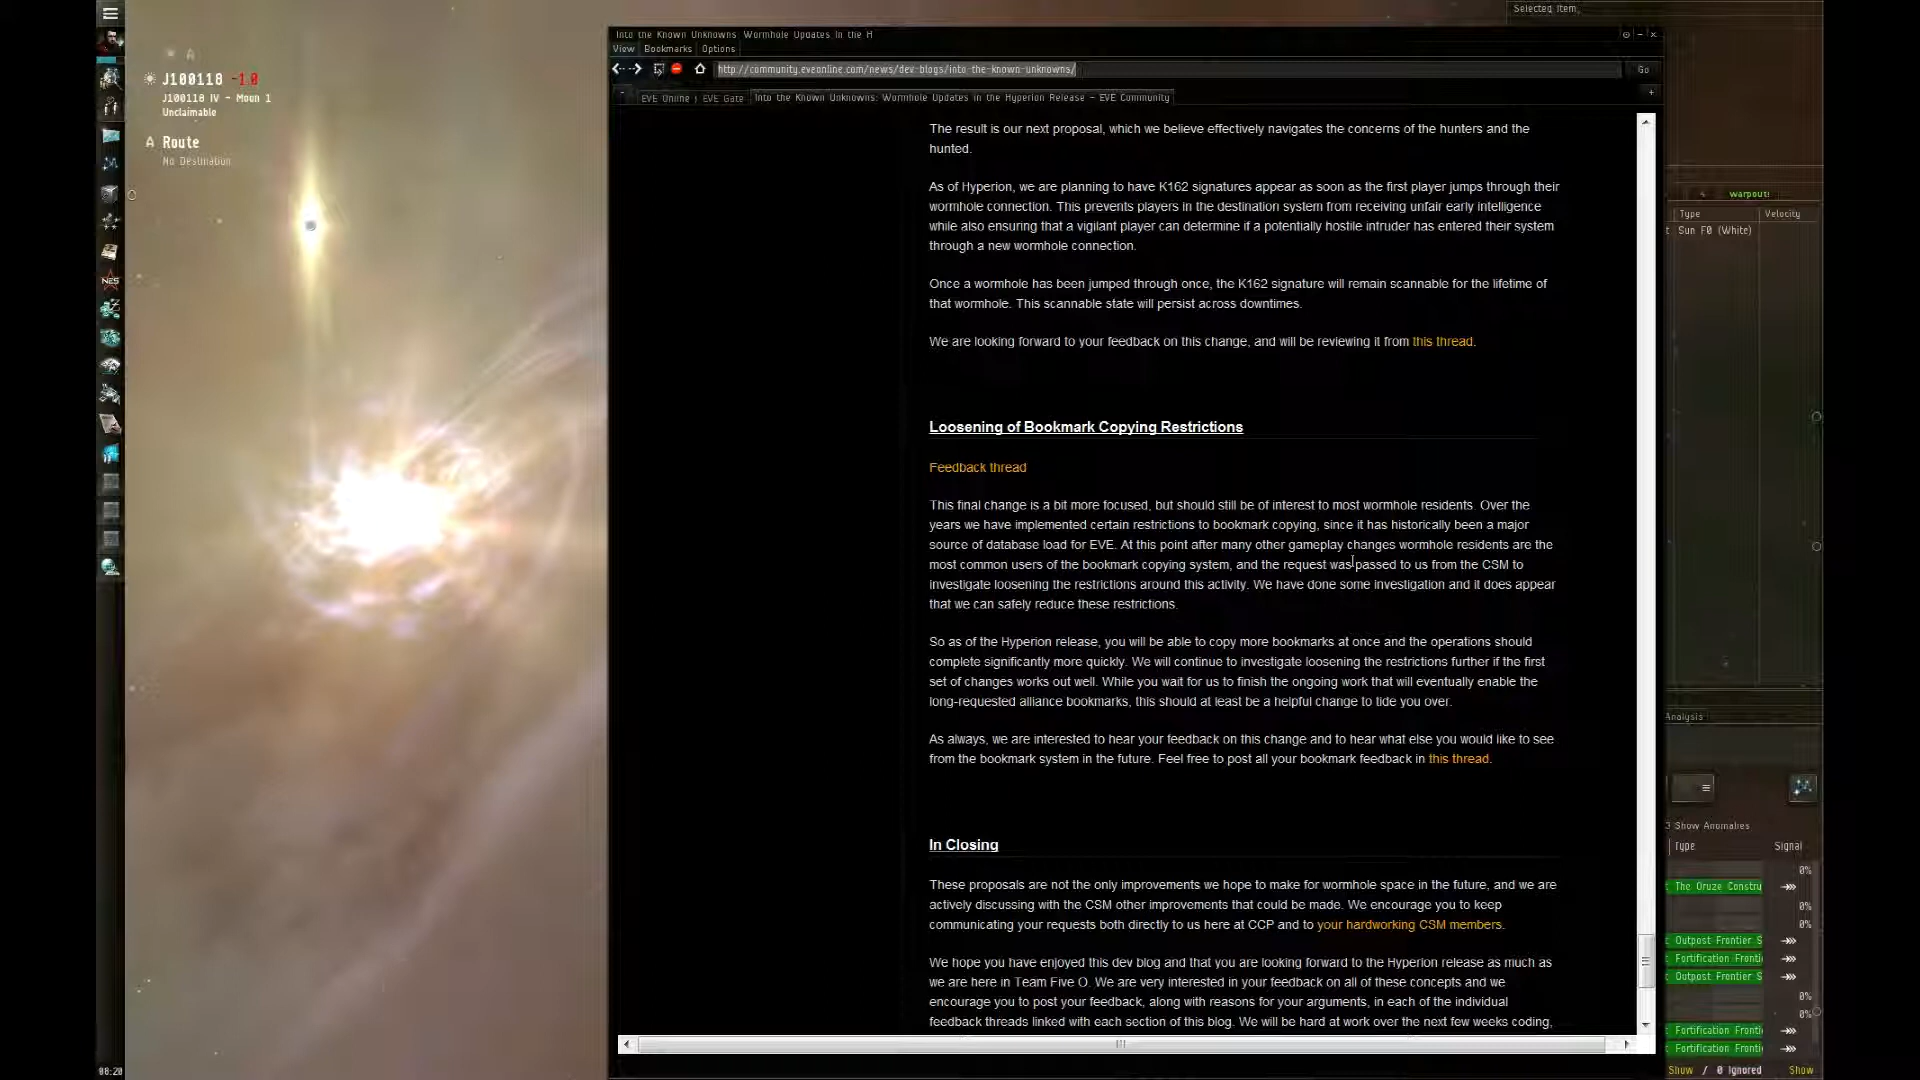 Selected Item
Into the Known Unknowns: Wormhole Updates In the H
View Bookmarks Options
http://community.eveonline.com/news/dev-blogs/into-the-known-unknowns/
Go
EVE Online | EVE Gate Into the Known Unknowns: Wormhole Updates in the Hyperion Release - EVE Community
J100118 -1.0
J100118 IV - Moon 1
Unclaimable
Route
No Destination
NES
08:20
The result is our next proposal, which we believe effectively navigates the concerns of the hunters and the
hunted.
As of Hyperion, we are planning to have K162 signatures appear as soon as the first player jumps through their
wormhole connection. This prevents players in the destination system from receiving unfair early intelligence
while also ensuring that a vigilant player can determine if a potentially hostile intruder has entered their system
through a new wormhole connection.
Once a wormhole has been jumped through once, the K162 signature will remain scannable for the lifetime of
that wormhole. This scannable state will persist across downtimes.
We are looking forward to your feedback on this change, and will be reviewing it from this thread.
Loosening of Bookmark Copying Restrictions
Feedback thread
This final change is a bit more focused, but should still be of interest to most wormhole residents. Over the
years we have implemented certain restrictions to bookmark copying, since it has historically been a major
source of database load for EVE. At this point after many other gameplay changes wormhole residents are the
most common users of the bookmark copying system, and the request was passed to us from the CSM to
investigate loosening the restrictions around this activity. We have done some investigation and it does appear
that we can safely reduce these restrictions.
So as of the Hyperion release, you will be able to copy more bookmarks at once and the operations should
complete significantly more quickly. We will continue to investigate loosening the restrictions further if the first
set of changes works out well. While you wait for us to finish the ongoing work that will eventually enable the
long-requested alliance bookmarks, this should at least be a helpful change to tide you over.
As always, we are interested to hear your feedback on this change and to hear what else you would like to see
from the bookmark system in the future. Feel free to post all your bookmark feedback in this thread.
In Closing
These proposals are not the only improvements we hope to make for wormhole space in the future, and we are
actively discussing with the CSM other improvements that could be made. We encourage you to keep
communicating your requests both directly to us here at CCP and to your hardworking CSM members.
We hope you have enjoyed this dev blog and that you are looking forward to the Hyperion release as much as
we are here in Team Five O. We are very interested in your feedback on all of these concepts and we
encourage you to post your feedback, along with reasons for your arguments, in each of the individual
feedback threads linked with each section of this blog. We will be hard at work over the next few weeks coding,
warpout!
Type Velocity
Sun F0 (White)
Analysis
Show Anomalies
Type Signal
0%
The Oruze Constru
0%
0%
Outpost Frontier S
Fortification Fronti
Outpost Frontier S
0%
0%
Fortification Fronti
Fortification Fronti
Show / 0 Ignored Show